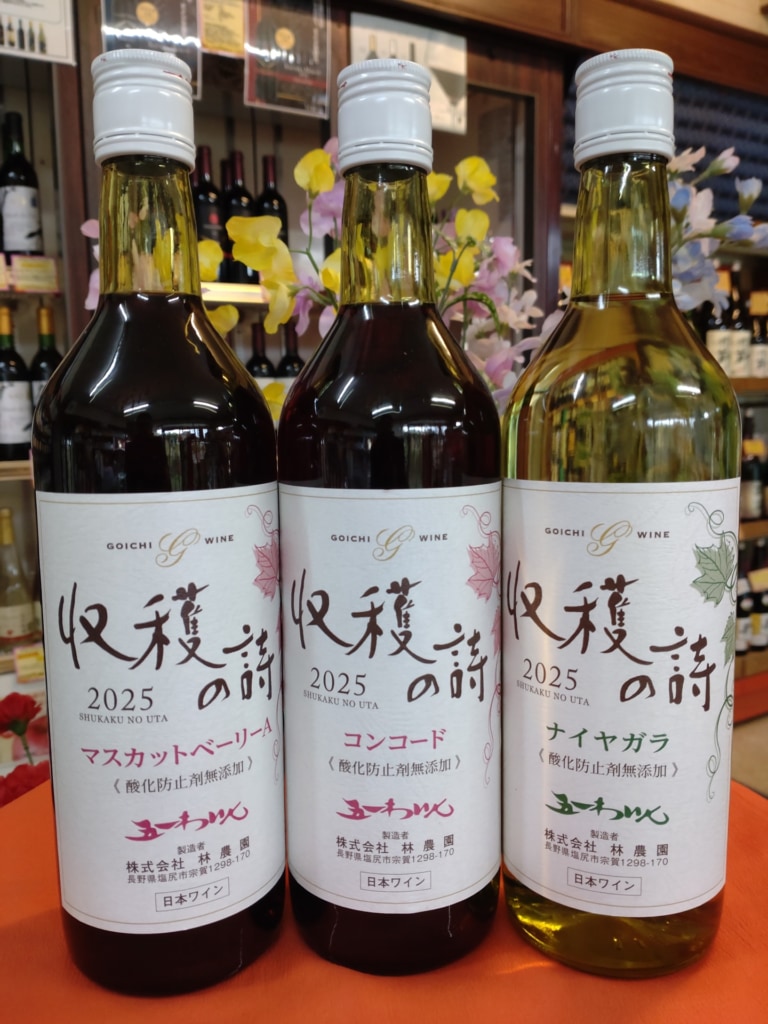 GOICHI G WINE
収穫
の詩
2025
SHUKAKU NO UTA
マスカットベーリーA
《 酸化防止剤無添加 》
五一わいん
製造者
株式会社 林 農 園
長野県塩尻市宗賀1298-170
日本ワイン
GOICHI G WINE
収穫
の詩
2025
SHUKAKU NO UTA
コンコード
《 酸化防止剤無添加 》
五一わいん
製造者
株式会社 林 農 園
長野県塩尻市宗賀1298-170
日本ワイン
GOICHI G WINE
収穫
の詩
2025
SHUKAKU NO UTA
ナイヤガラ
《 酸化防止剤無添加 》
五一わいん
製造者
株式会社 林 農 園
長野県塩尻市宗賀1298-170
日本ワイン